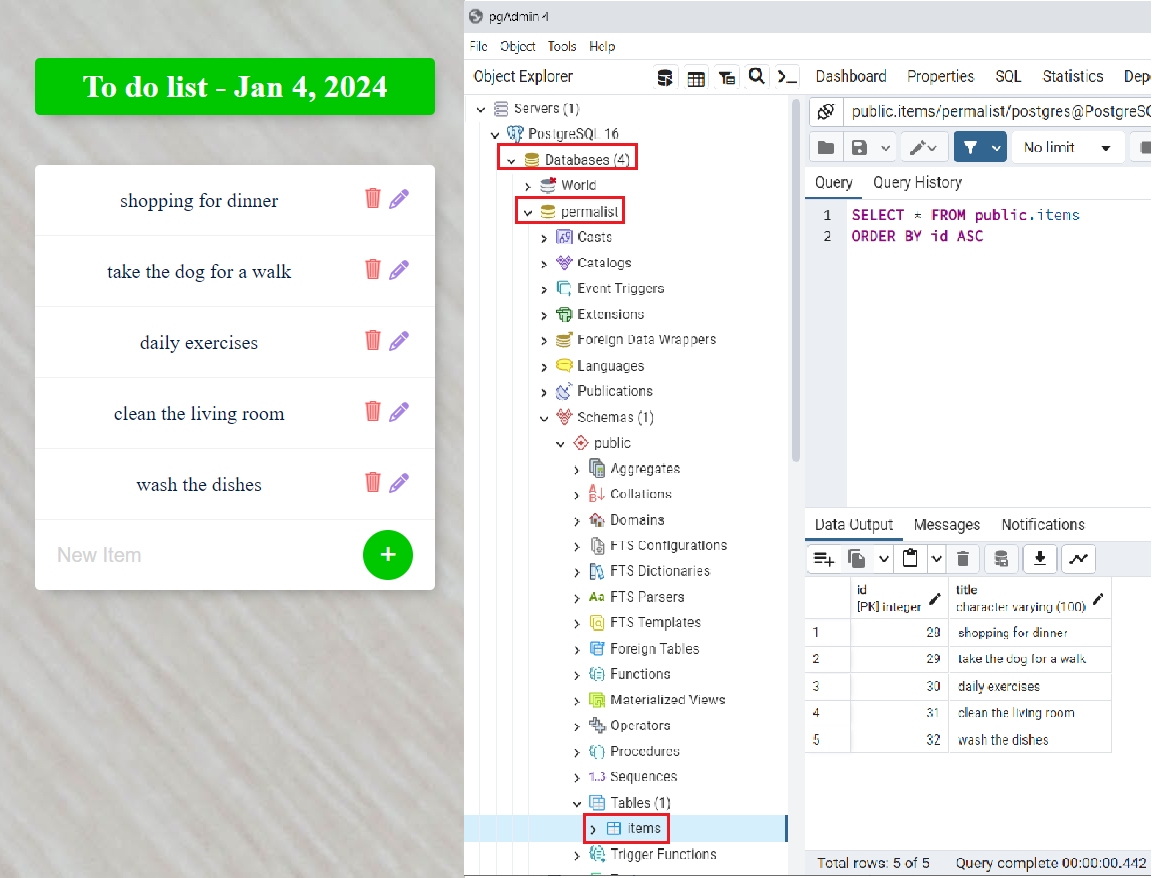 To do list - Jan 4, 2024
shopping for dinner
take the dog for a walk
daily exercises
clean the living room
wash the dishes
New Item
+
pgAdmin 4
File Object Tools Help
Object Explorer
Servers (1)
PostgreSQL 16
Databases (4)
World
permalist
Casts
Catalogs
Event Triggers
Extensions
Foreign Data Wrappers
Languages
Publications
Schemas (1)
public
Aggregates
Collations
Domains
FTS Configurations
FTS Dictionaries
Aa FTS Parsers
FTS Templates
Foreign Tables
Functions
Materialized Views
Operators
Procedures
1..3 Sequences
Tables (1)
items
Trigger Functions
Dashboard Properties SQL Statistics Dep
public.items/permalist/postgres@PostgreSQ
No limit
Query Query History
1 SELECT * FROM public.items
2 ORDER BY id ASC
Data Output Messages Notifications
id title
[PK] integer character varying (100)
1 28 shopping for dinner
2 29 take the dog for a walk
3 30 daily exercises
4 31 clean the living room
5 32 wash the dishes
Total rows: 5 of 5 Query complete 00:00:00.442